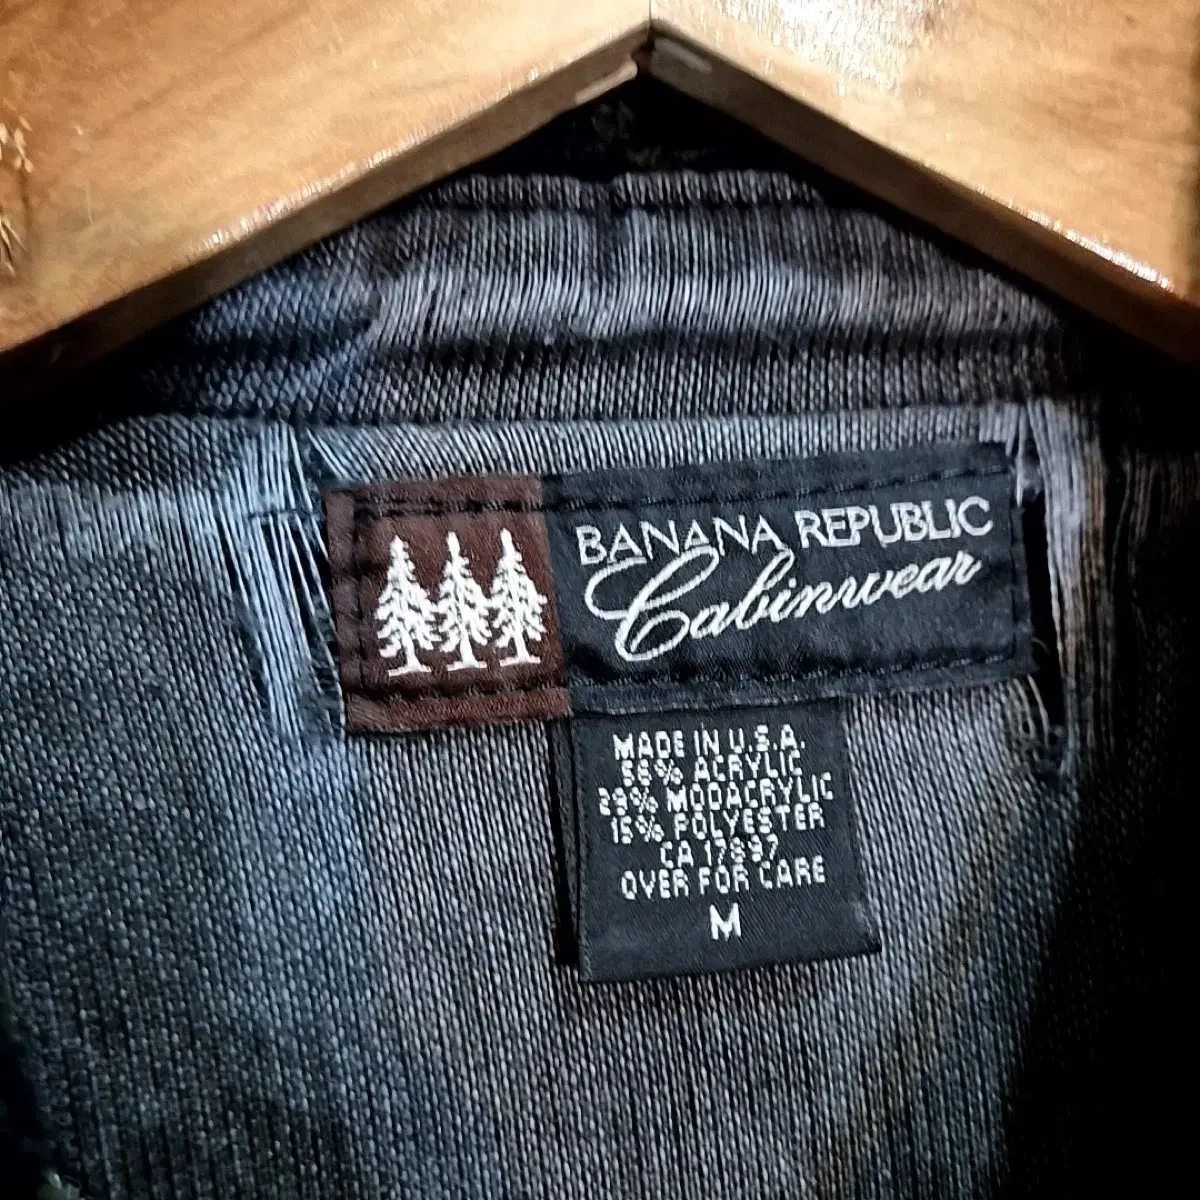 BANANA REPUBLIC
Cabinwear
MADE IN U.S.A.
56% ACRYLIC
29% MODACRYLIC
15% POLYESTER
CA 17897
OVER FOR CARE
M